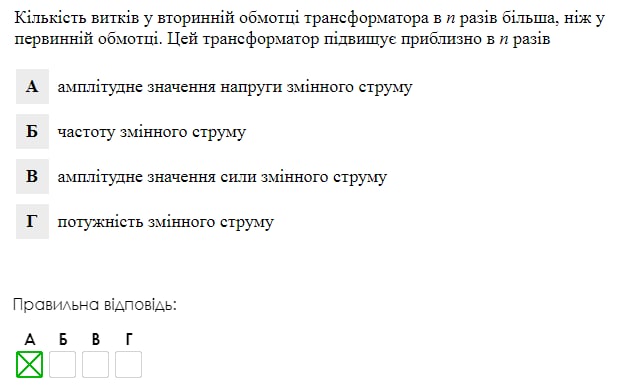 Кількість витків у вторинній обмотці трансформатора в n разів більша, ніж у
первинній обмотці. Цей трансформатор підвищує приблизно в n разів
А амплітудне значення напруги змінного струму
Б частоту змінного струму
В амплітудне значення сили змінного струму
Г потужність змінного струму
Правильна відповідь:
А Б В Г